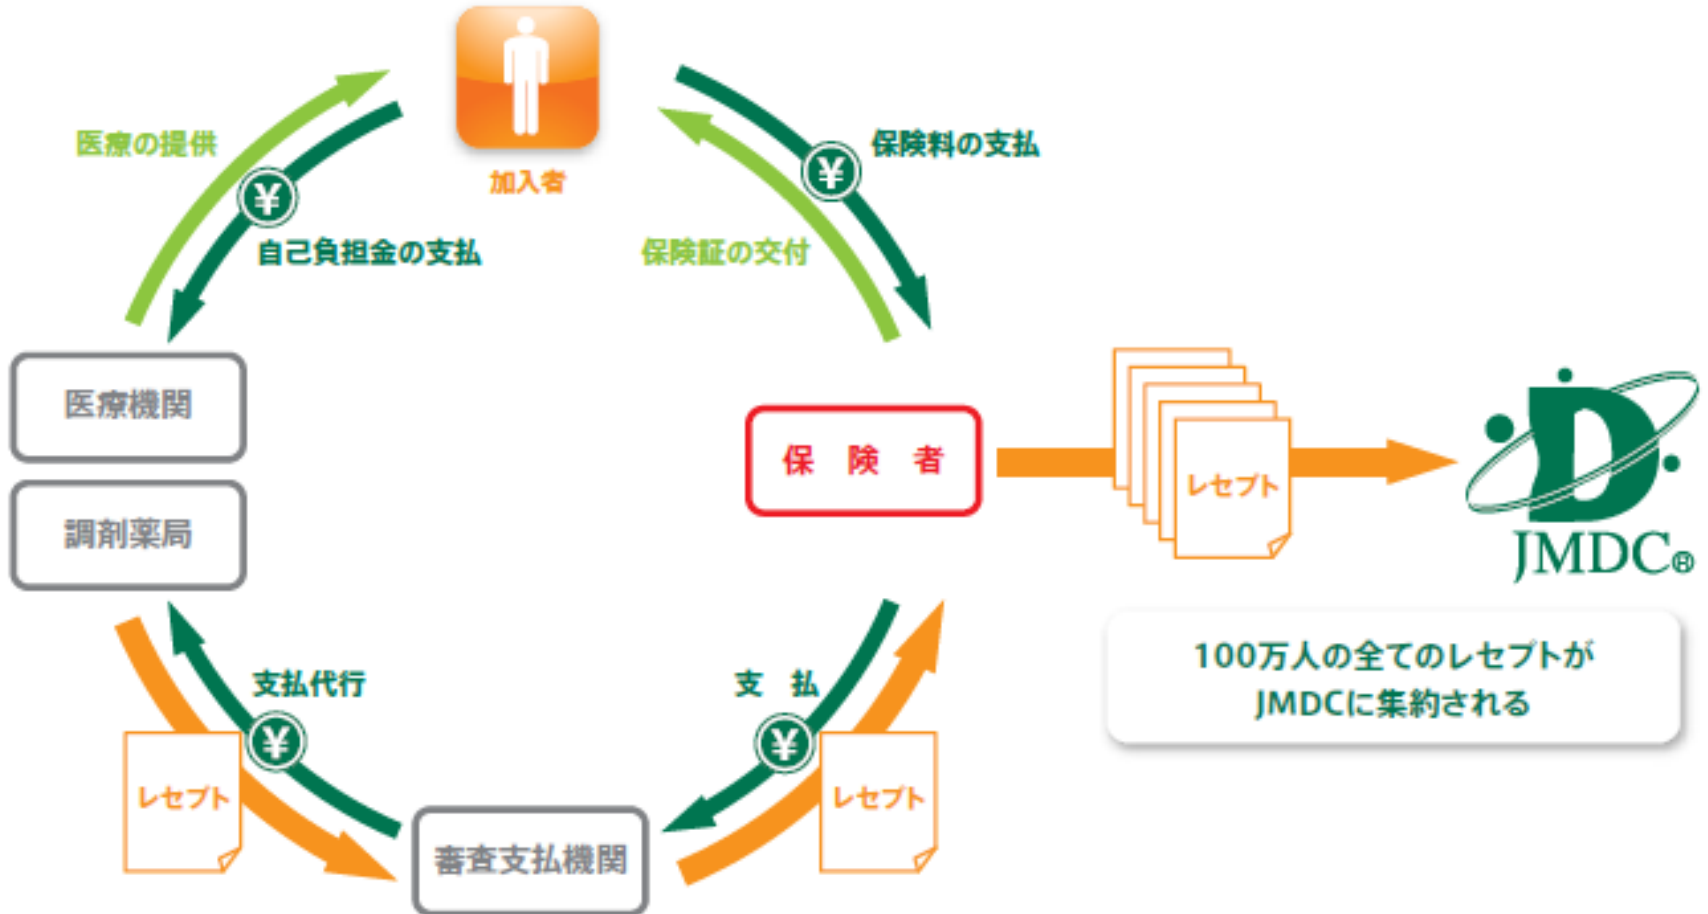 加入者
医療の提供
¥
自己負担金の支払
保険料の支払
¥
保険証の交付
医療機関
調剤薬局
保　険　者
レセプト
JMDC®
100万人の全てのレセプトが
JMDCに集約される
支払代行
¥
レセプト
支　払
¥
レセプト
審査支払機関